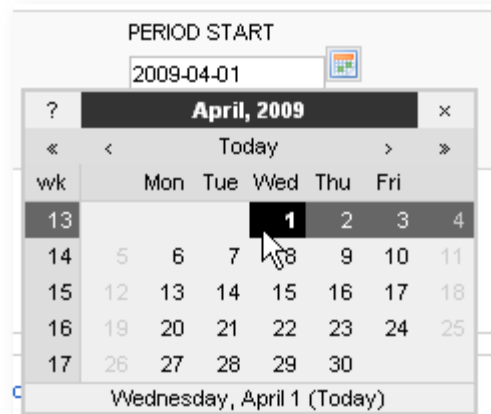 PERIOD START
2009-04-01
? April, 2009 ×
« ‹ Today › »
wk Mon Tue Wed Thu Fri
13 1 2 3 4
14 5 6 7 8 9 10 11
15 12 13 14 15 16 17 18
16 19 20 21 22 23 24 25
17 26 27 28 29 30
Wednesday, April 1 (Today)